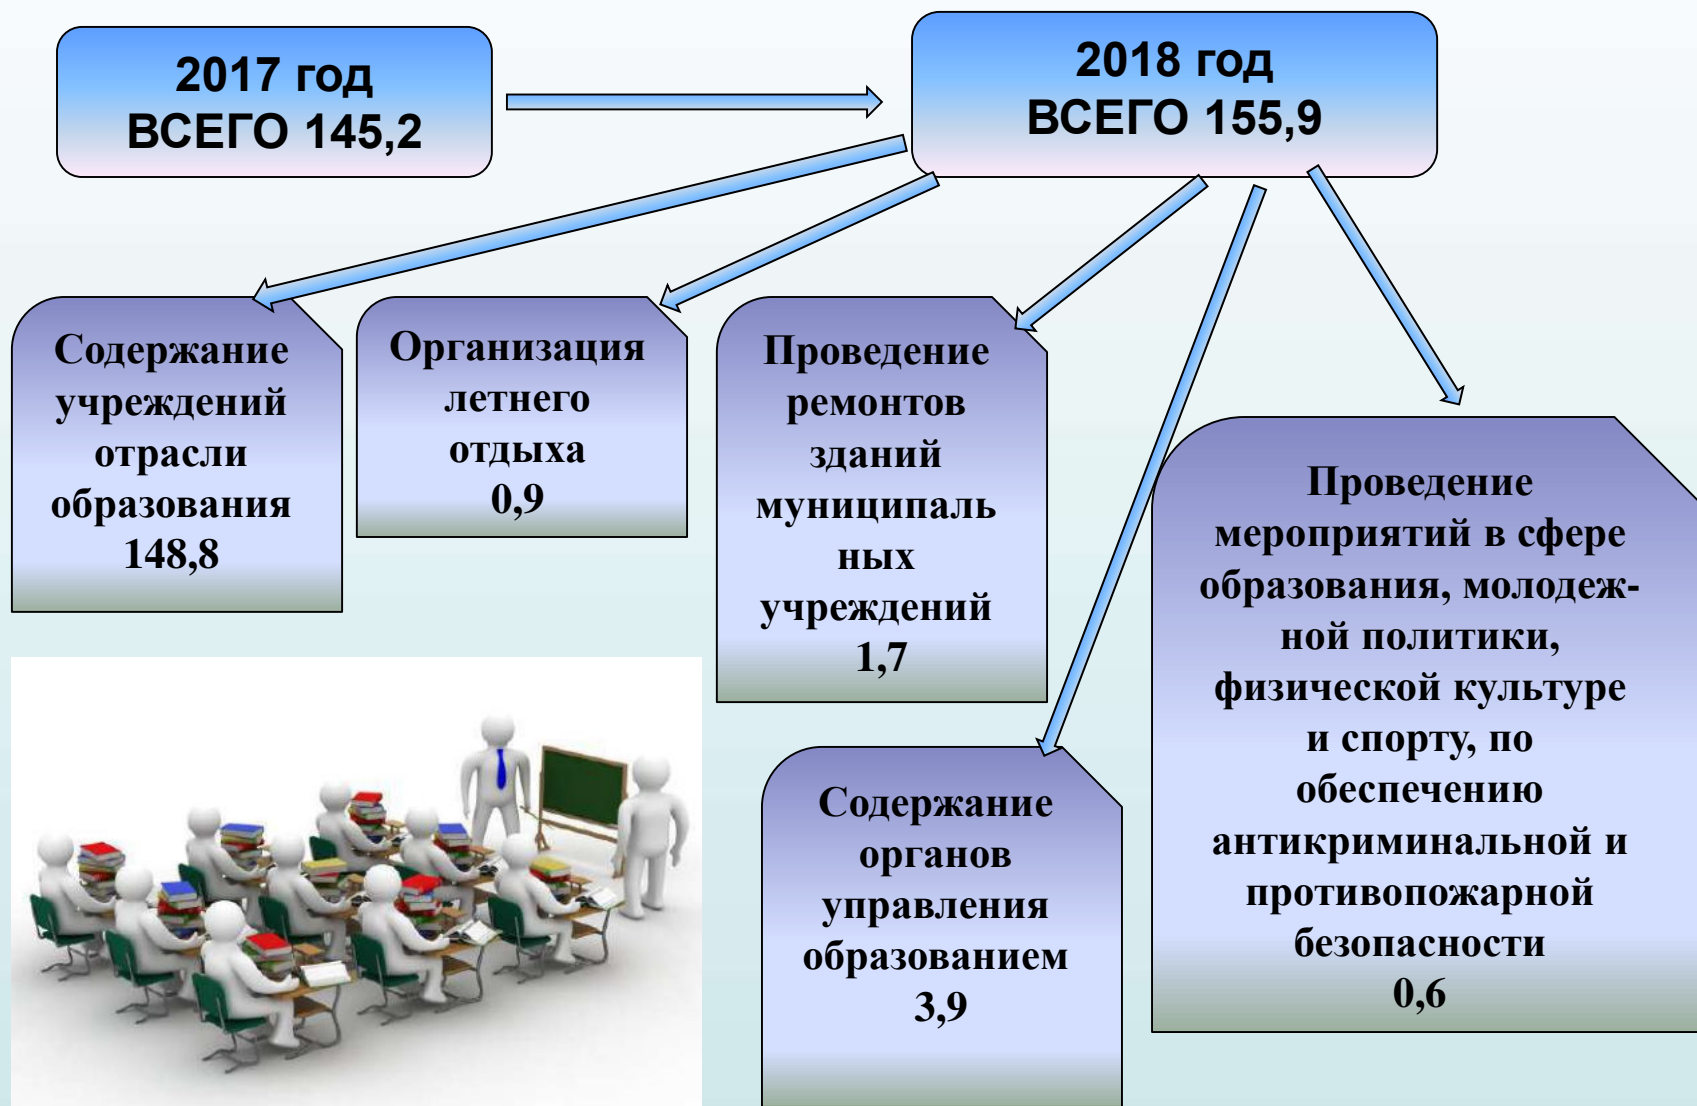 2017 год
ВСЕГО 145,2
2018 год
ВСЕГО 155,9
Содержание
учреждений
отрасли
образования
148,8
Организация
летнего
отдыха
0,9
Проведение
ремонтов
зданий
муниципаль
ных
учреждений
1,7
Содержание
органов
управления
образованием
3,9
Проведение
мероприятий в сфере
образования, молодеж-
ной политики,
физической культуре
и спорту, по
обеспечению
антикриминальной и
противопожарной
безопасности
0,6